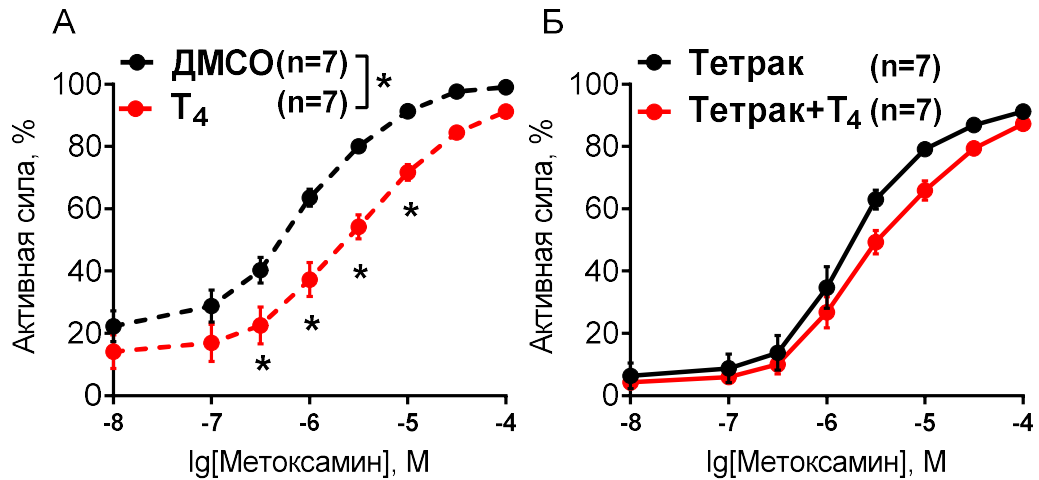 А
ДМСО (n=7)
T4 (n=7)
*
Активная сила, %
100
80
60
40
20
0
* * * *
-8 -7 -6 -5 -4
lg[Метоксамин], М
Б
Тетрак (n=7)
Тетрак+T4 (n=7)
Активная сила, %
100
80
60
40
20
0
-8 -7 -6 -5 -4
lg[Метоксамин], М